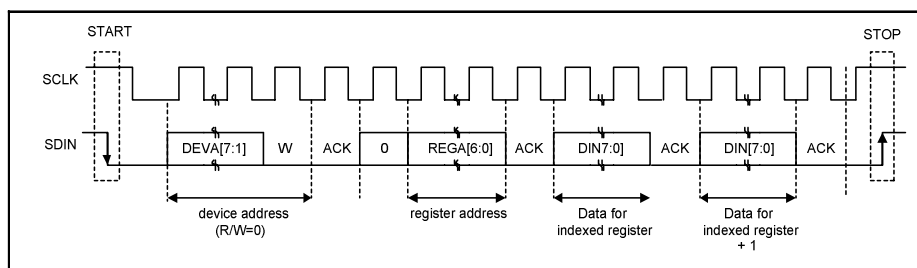 START
STOP
SCLK
SDIN
DEVA[7:1] W ACK 0 REGA[6:0] ACK DIN7:0] ACK DIN[7:0] ACK
device address
(R/W=0)
register address
Data for
indexed register
Data for
indexed register
+ 1